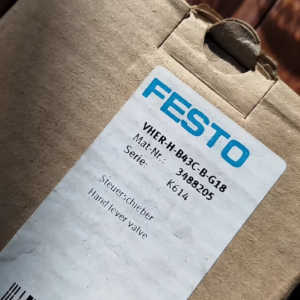 FESTO
VHER-H-B43C-B-G18
Mat-Nr.: 3488205
Serie: K614
Steuerschieber
Hand lever valve